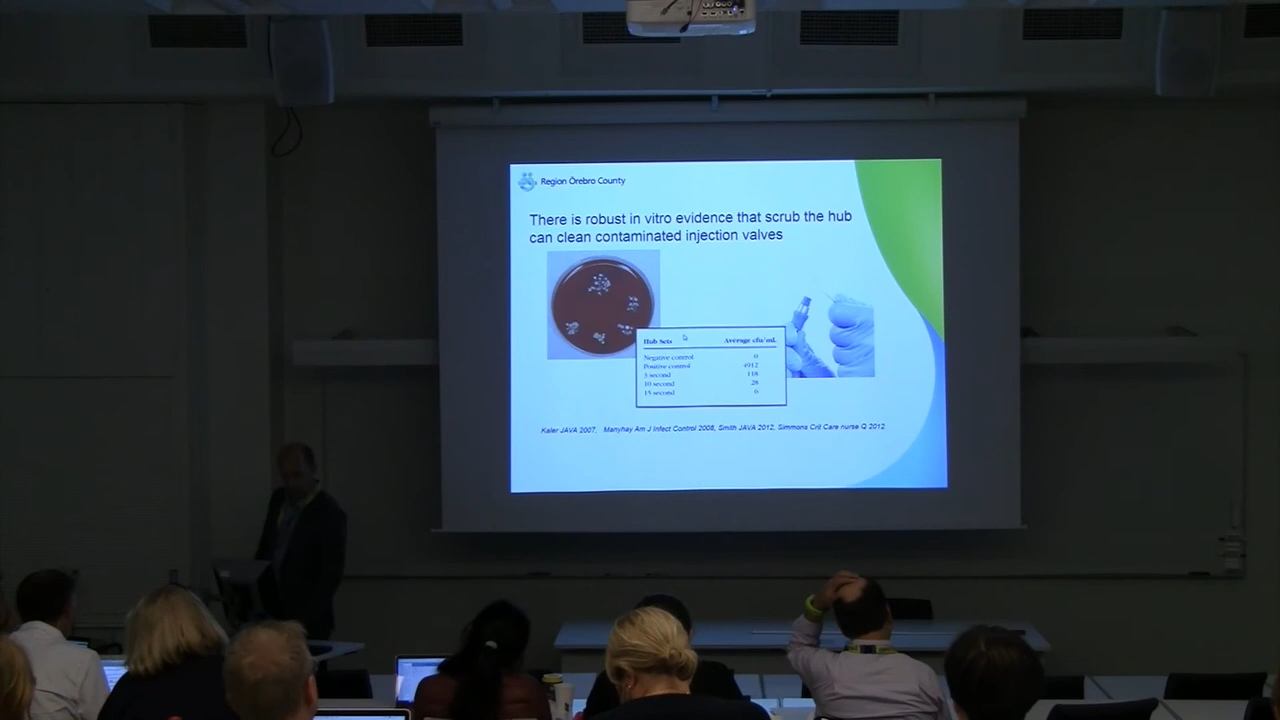 Region Örebro County
There is robust in vitro evidence that scrub the hub
can clean contaminated injection valves
Hub Sets Average cfu/mL
Negative control 0
Positive control 4912
3 second 118
10 second 28
15 second 6
Kaler JAVA 2007, Manyhay Am J Infect Control 2008, Smith JAVA 2012, Simmons Crit Care nurse Q 2012